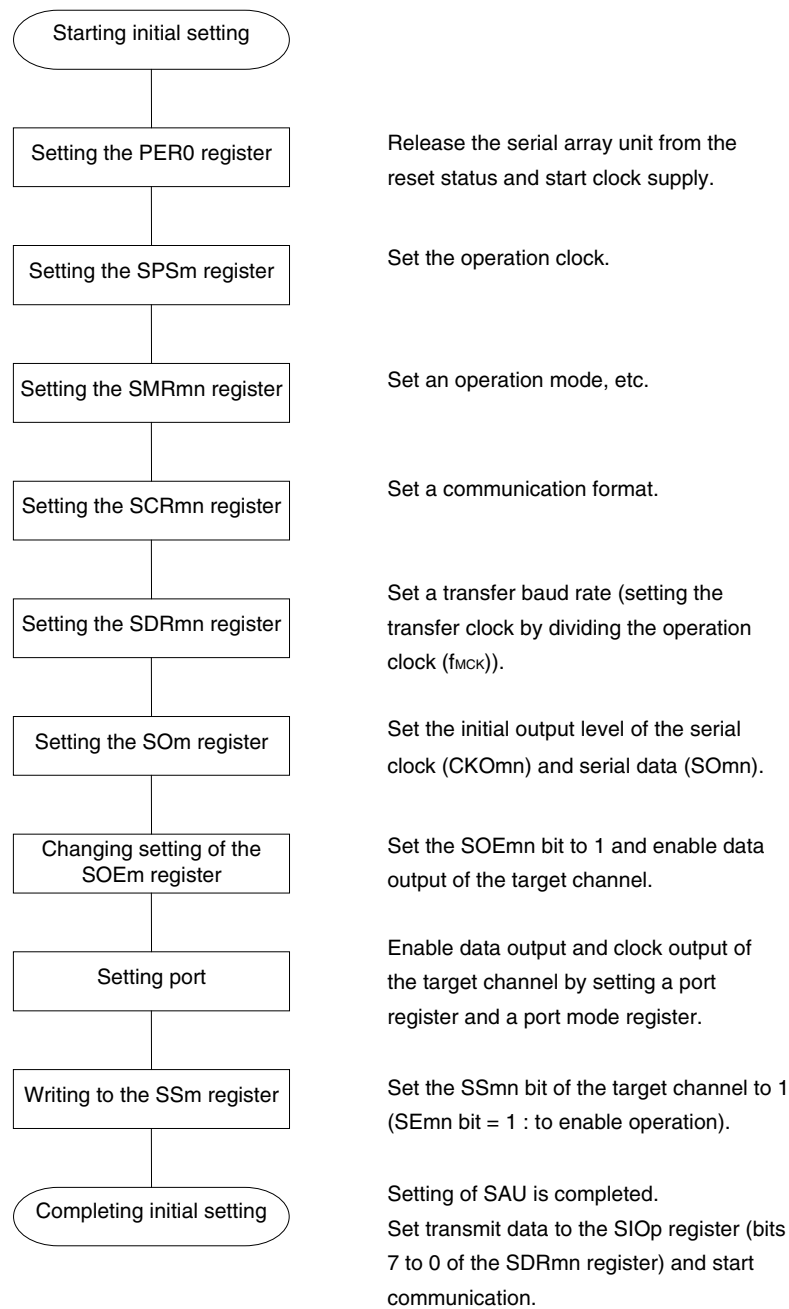 Starting initial setting
Setting the PER0 register
Release the serial array unit from the
reset status and start clock supply.
Setting the SPSm register
Set the operation clock.
Setting the SMRmn register
Set an operation mode, etc.
Setting the SCRmn register
Set a communication format.
Setting the SDRmn register
Set a transfer baud rate (setting the
transfer clock by dividing the operation
clock (fMCK)).
Setting the SOm register
Set the initial output level of the serial
clock (CKOmn) and serial data (SOmn).
Changing setting of the
SOEm register
Set the SOEmn bit to 1 and enable data
output of the target channel.
Setting port
Enable data output and clock output of
the target channel by setting a port
register and a port mode register.
Writing to the SSm register
Set the SSmn bit of the target channel to 1
(SEmn bit = 1 : to enable operation).
Completing initial setting
Setting of SAU is completed.
Set transmit data to the SIOp register (bits
7 to 0 of the SDRmn register) and start
communication.